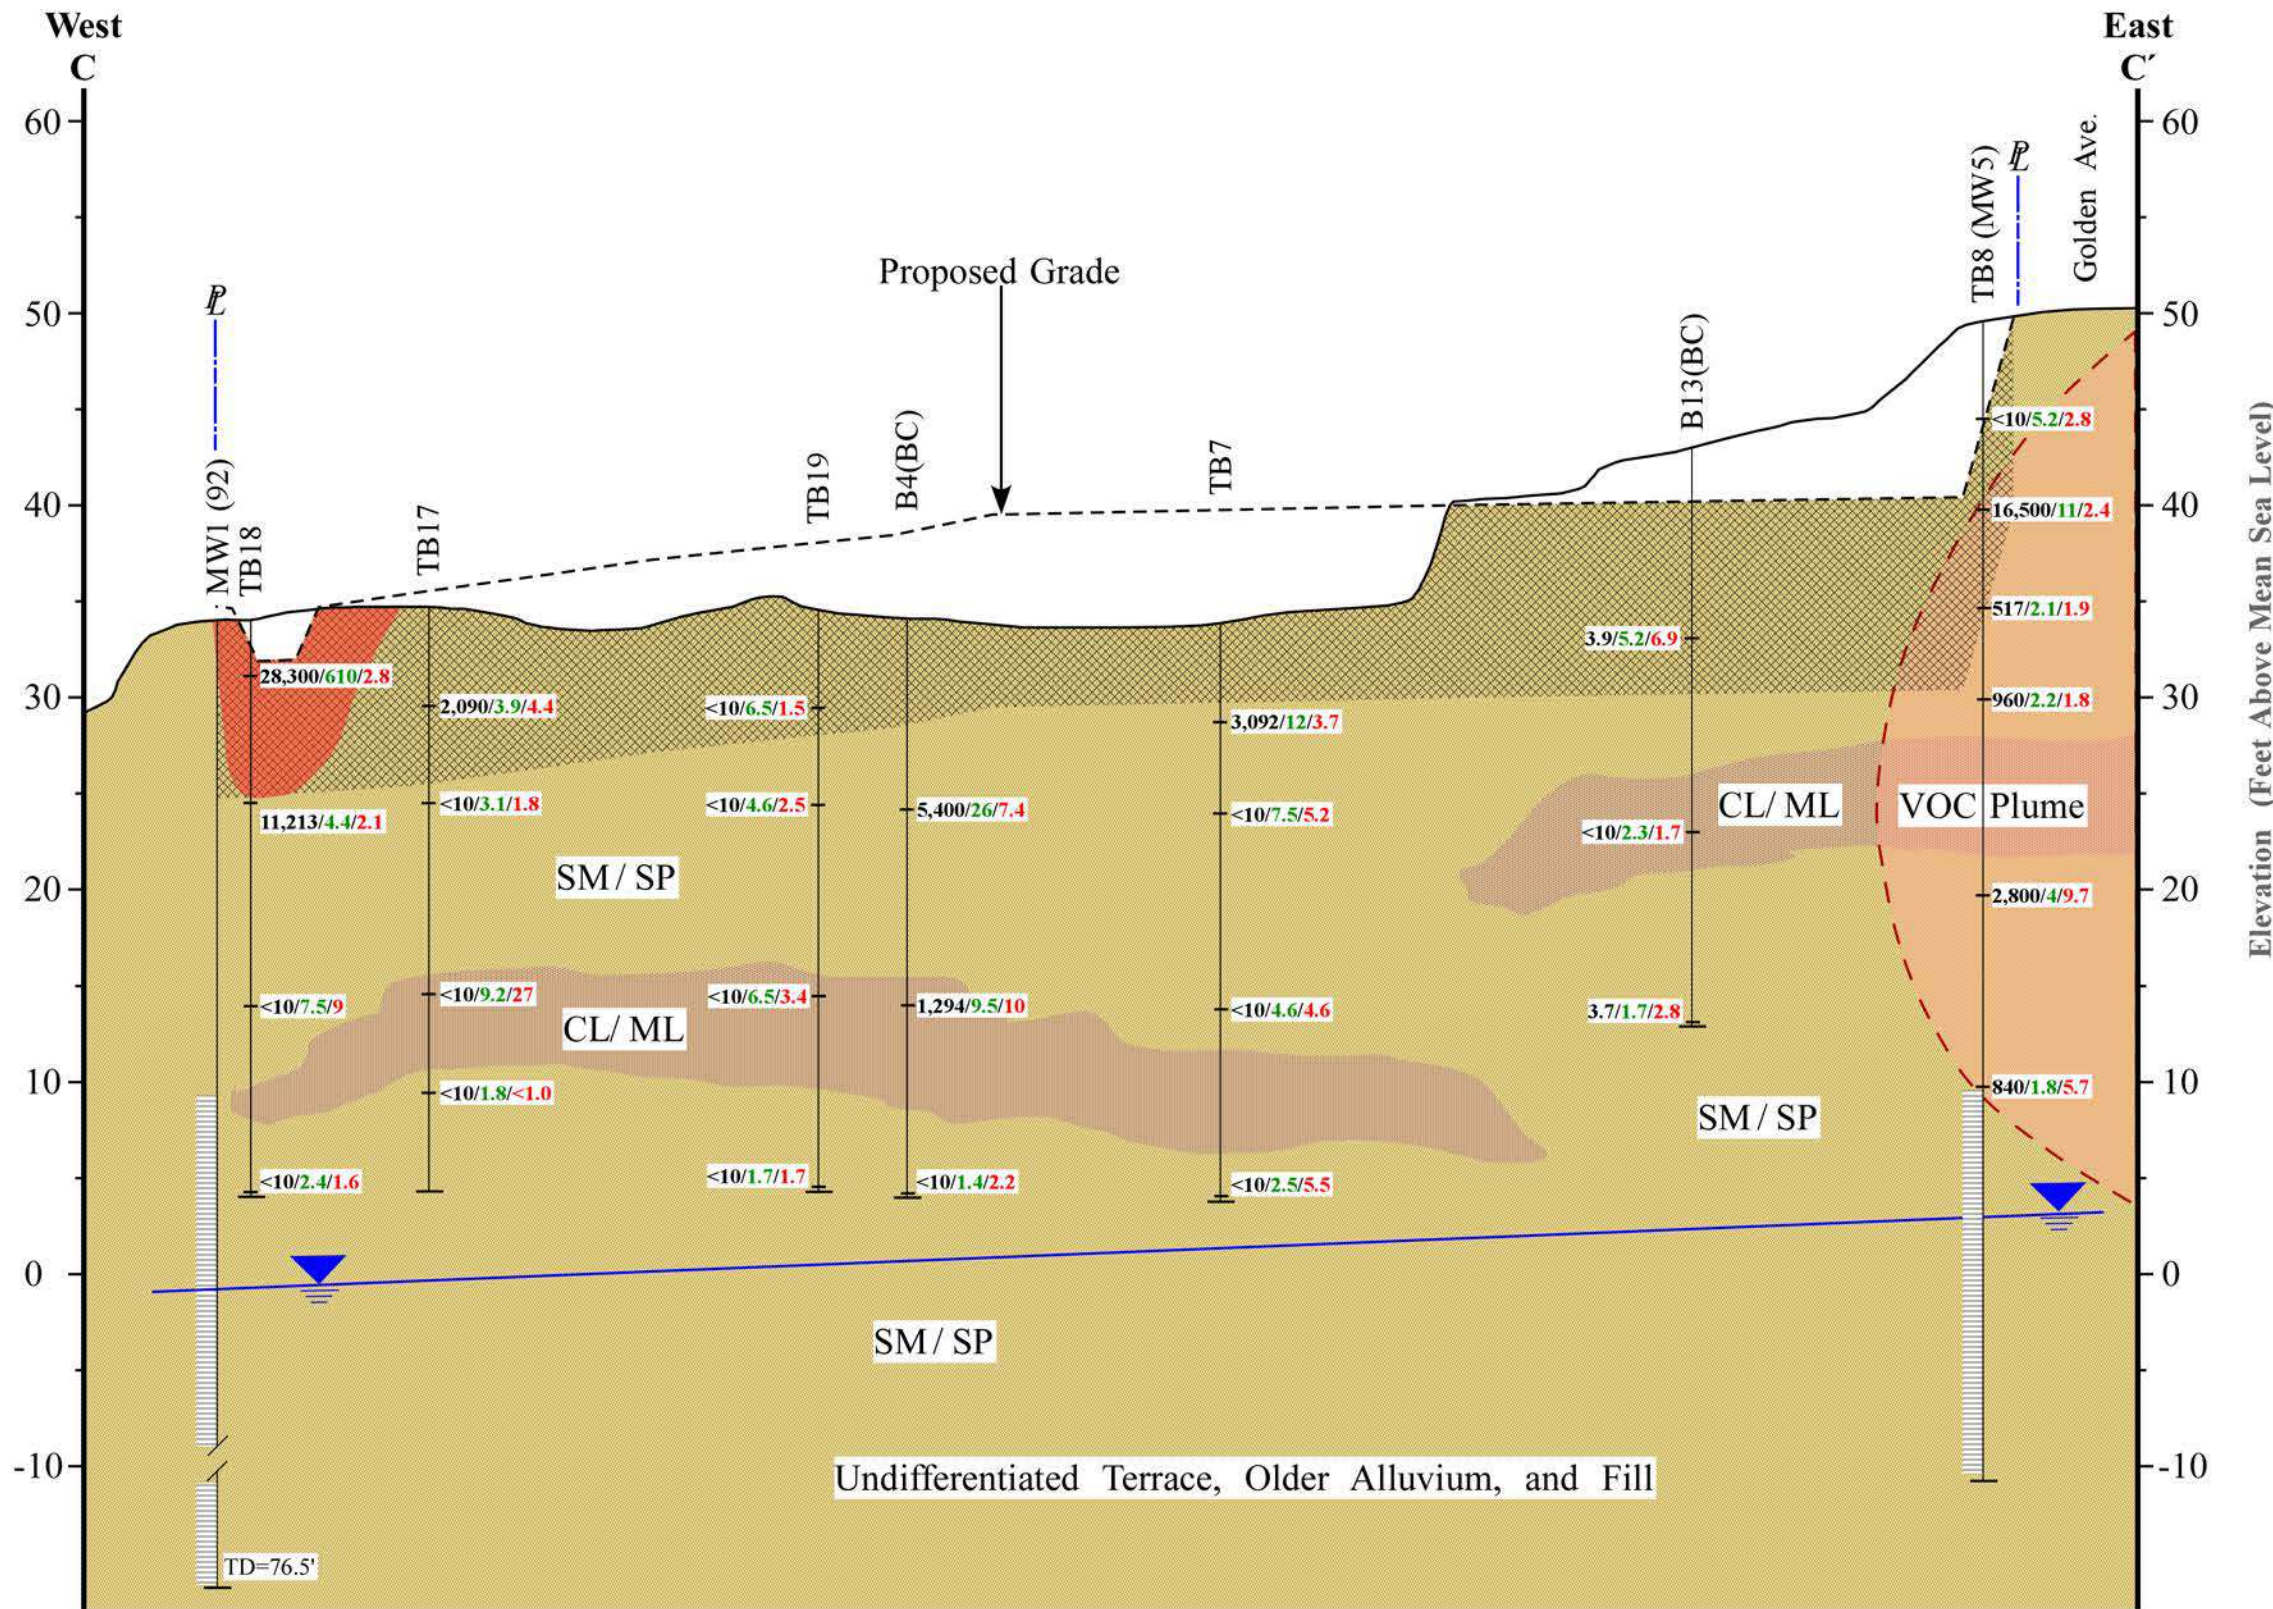 West
East
C
C´
60
60
50
50
40
40
30
30
20
20
10
10
0
0
-10
-10
Elevation (Feet Above Mean Sea Level)
PL
PL
Golden Ave.
TB8 (MW5)
Proposed Grade
MW1 (92)
TB18
TB17
TB19
B4(BC)
TB7
B13(BC)
<10/5.2/2.8
16,500/11/2.4
517/2.1/1.9
3.9/5.2/6.9
28,300/610/2.8
2,090/3.9/4.4
<10/6.5/1.5
3,092/12/3.7
960/2.2/1.8
11,213/4.4/2.1
<10/3.1/1.8
<10/4.6/2.5
5,400/26/7.4
<10/7.5/5.2
<10/2.3/1.7
CL/ ML
VOC Plume
SM / SP
2,800/4/9.7
<10/7.5/9
<10/9.2/27
<10/6.5/3.4
1,294/9.5/10
<10/4.6/4.6
3.7/1.7/2.8
CL/ ML
<10/1.8/<1.0
840/1.8/5.7
SM / SP
<10/2.4/1.6
<10/1.7/1.7
<10/1.4/2.2
<10/2.5/5.5
SM / SP
Undifferentiated Terrace, Older Alluvium, and Fill
TD=76.5'